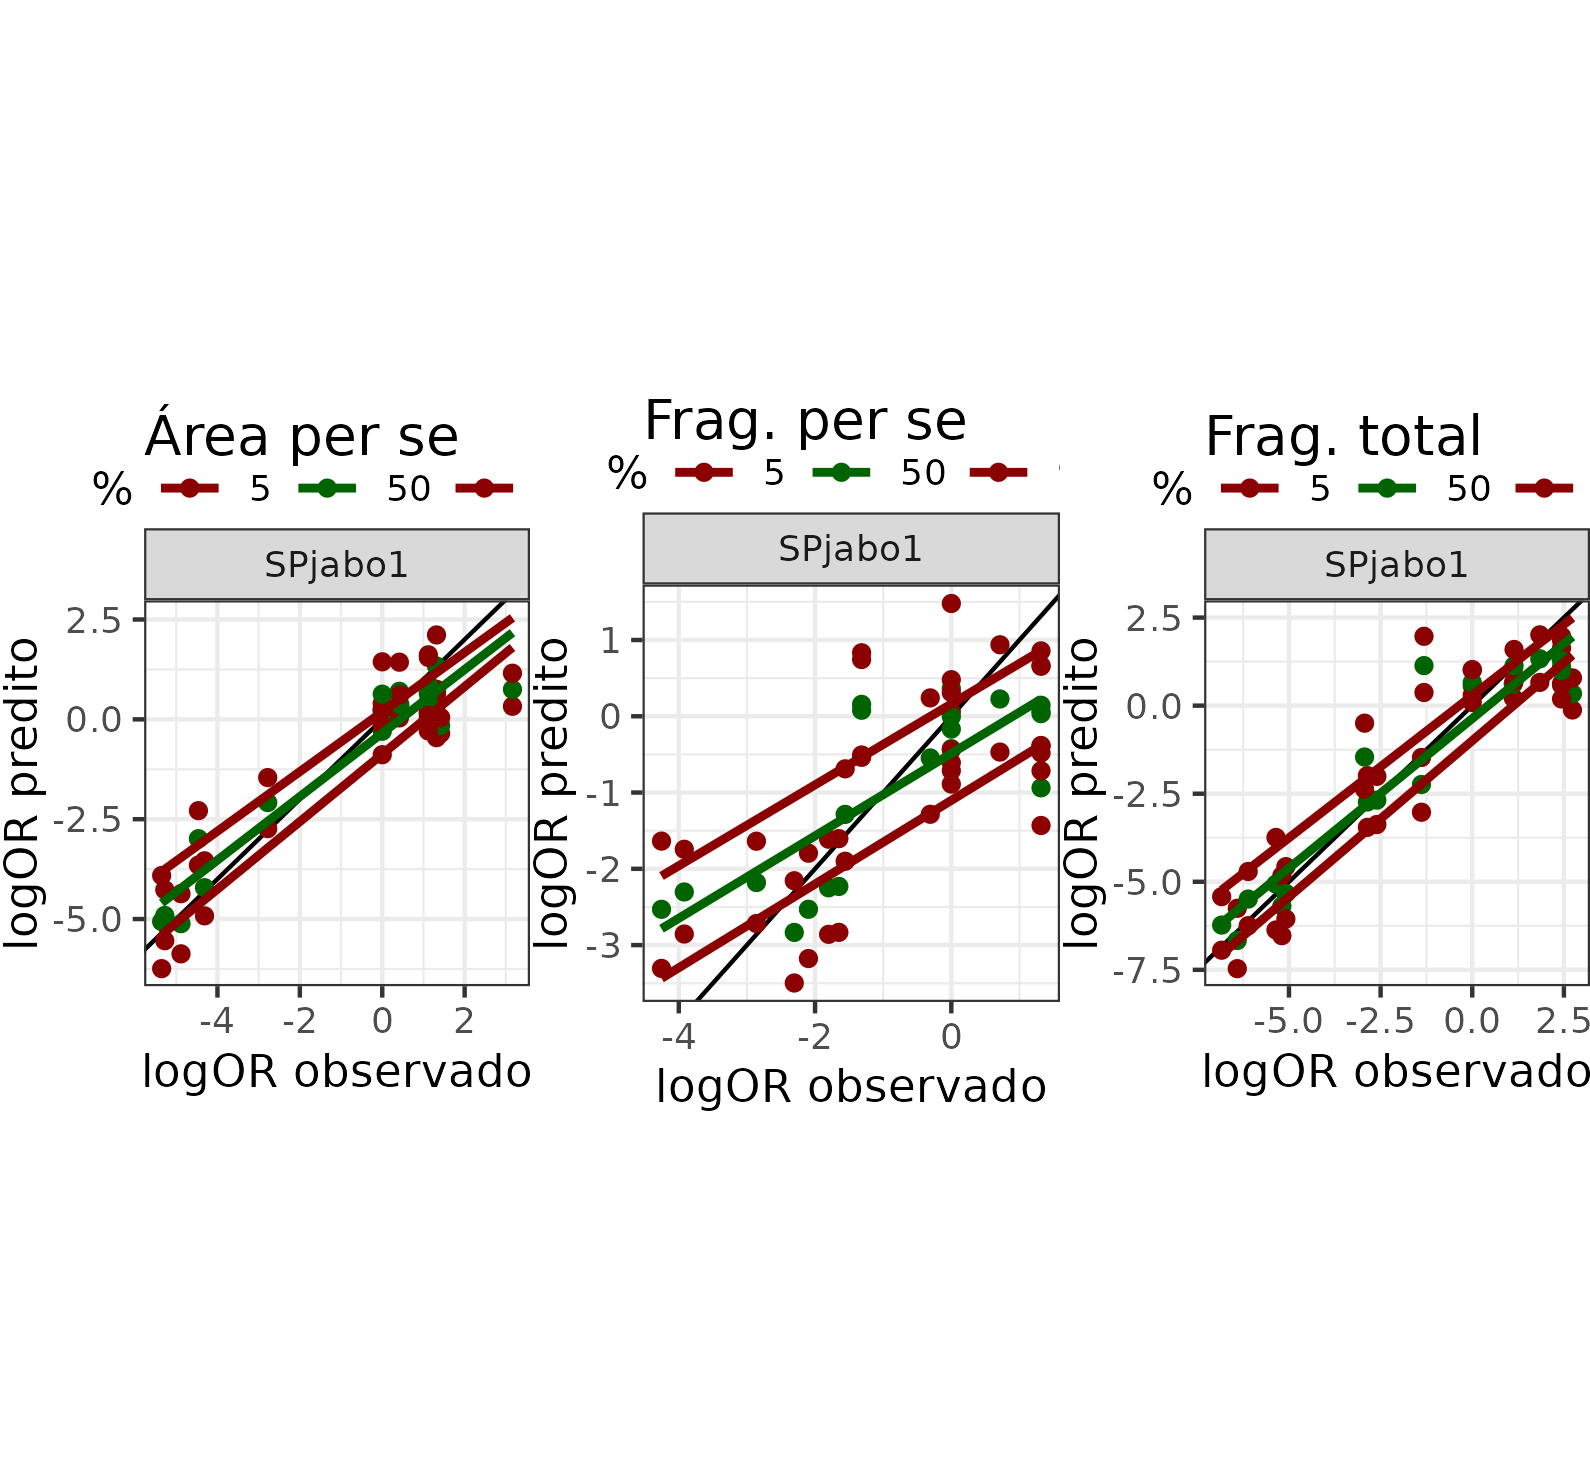 Área per se
% 5 50
SPjabo1
2.5
0.0
-2.5
-5.0
-4 -2 0 2
logOR observado
logOR predito
Frag. per se
% 5 50
SPjabo1
1
0
-1
-2
-3
-4 -2 0
logOR observado
logOR predito
Frag. total
% 5 50
SPjabo1
2.5
0.0
-2.5
-5.0
-7.5
-5.0 -2.5 0.0 2.5
logOR observado
logOR predito